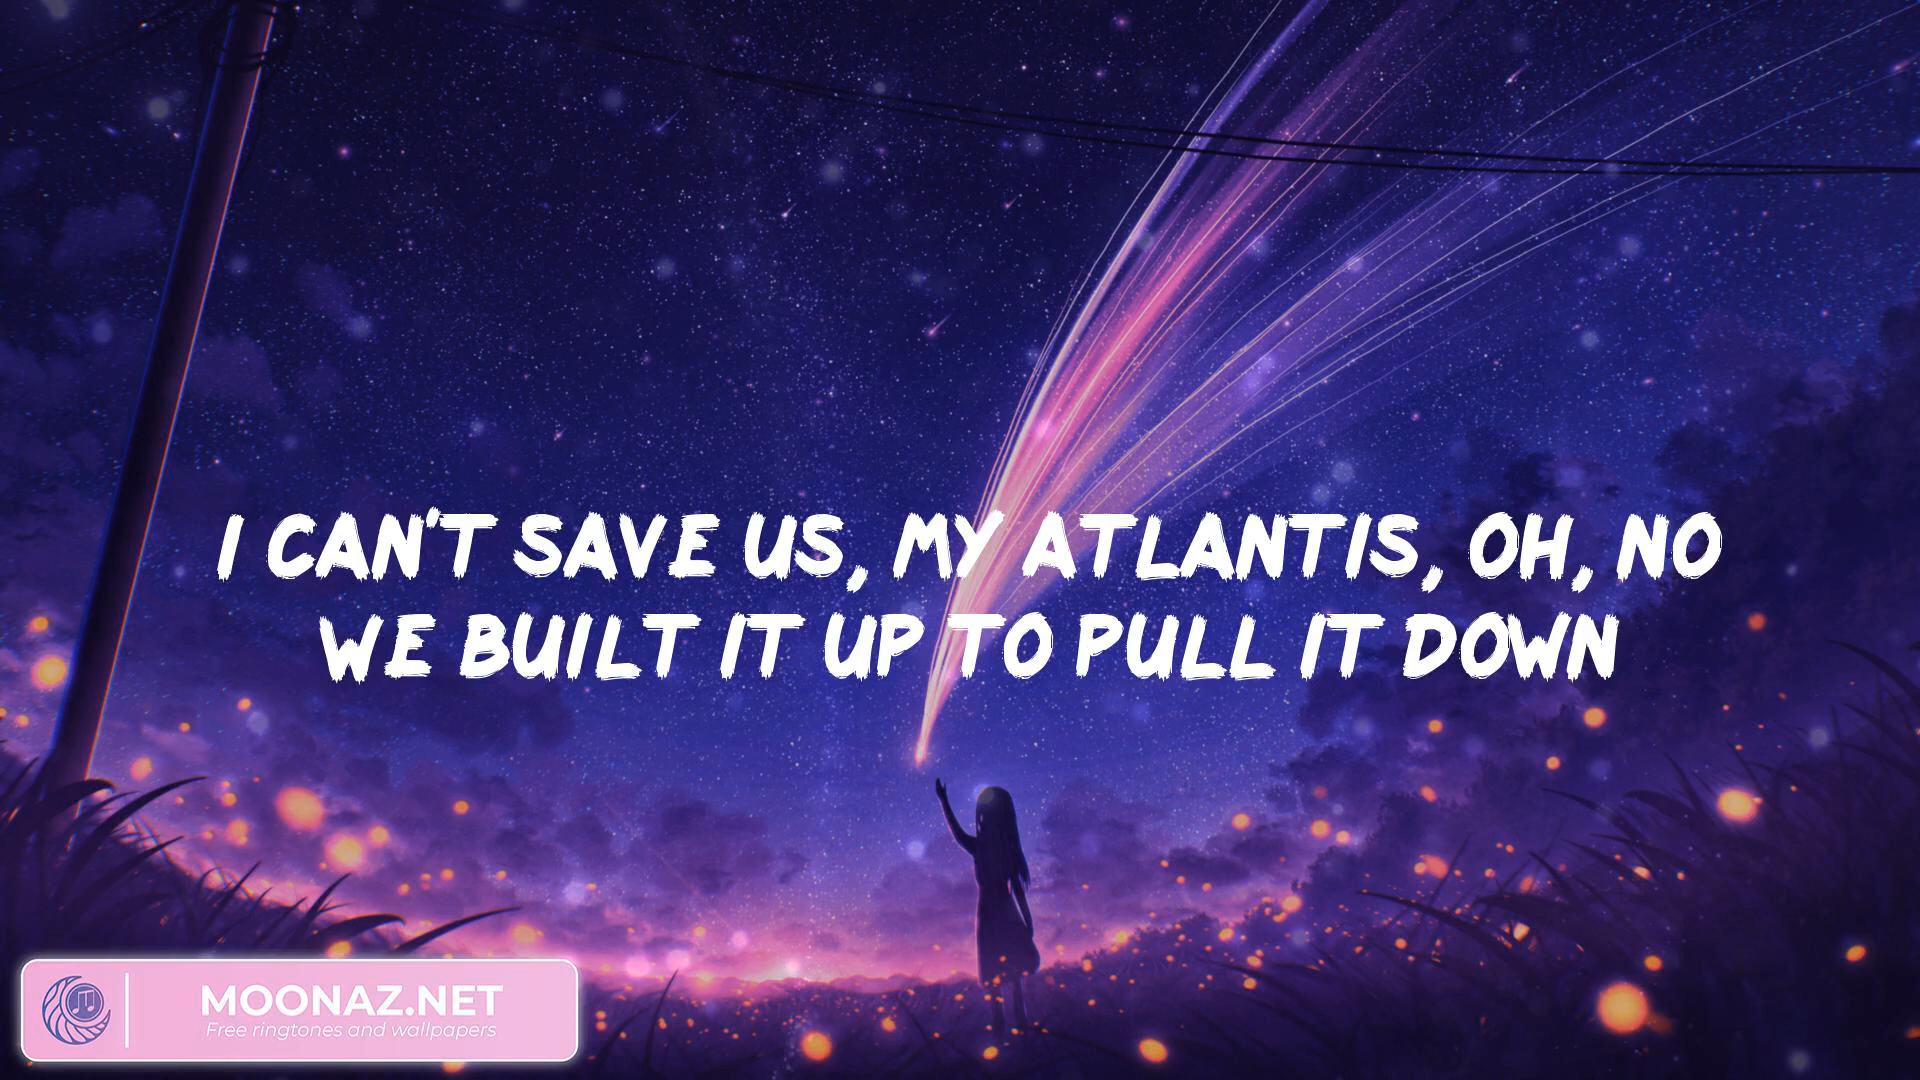 I CAN'T SAVE US, MY ATLANTIS, OH, NO
WE BUILT IT UP TO PULL IT DOWN
MOONAZ.NET
Free ringtones and wallpapers